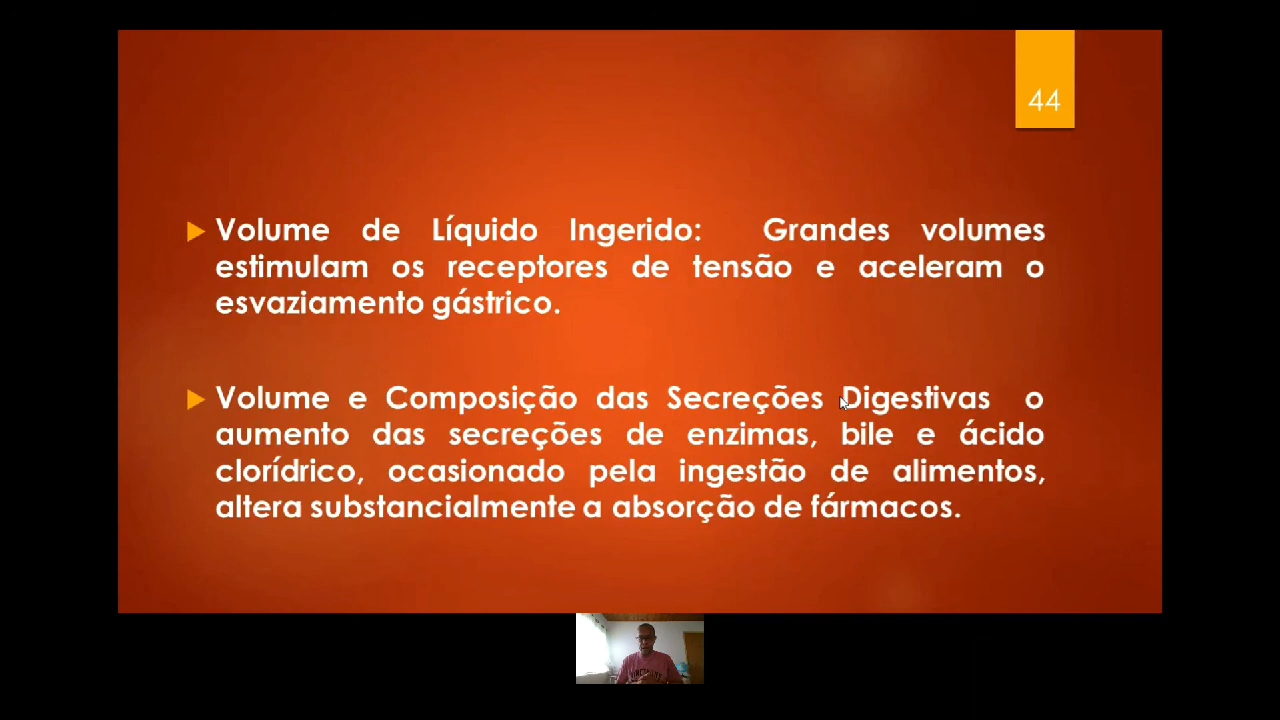 44
Volume de Líquido Ingerido: Grandes volumes
estimulam os receptores de tensão e aceleram o
esvaziamento gástrico.
Volume e Composição das Secreções Digestivas o
aumento das secreções de enzimas, bile e ácido
clorídrico, ocasionado pela ingestão de alimentos,
altera substancialmente a absorção de fármacos.